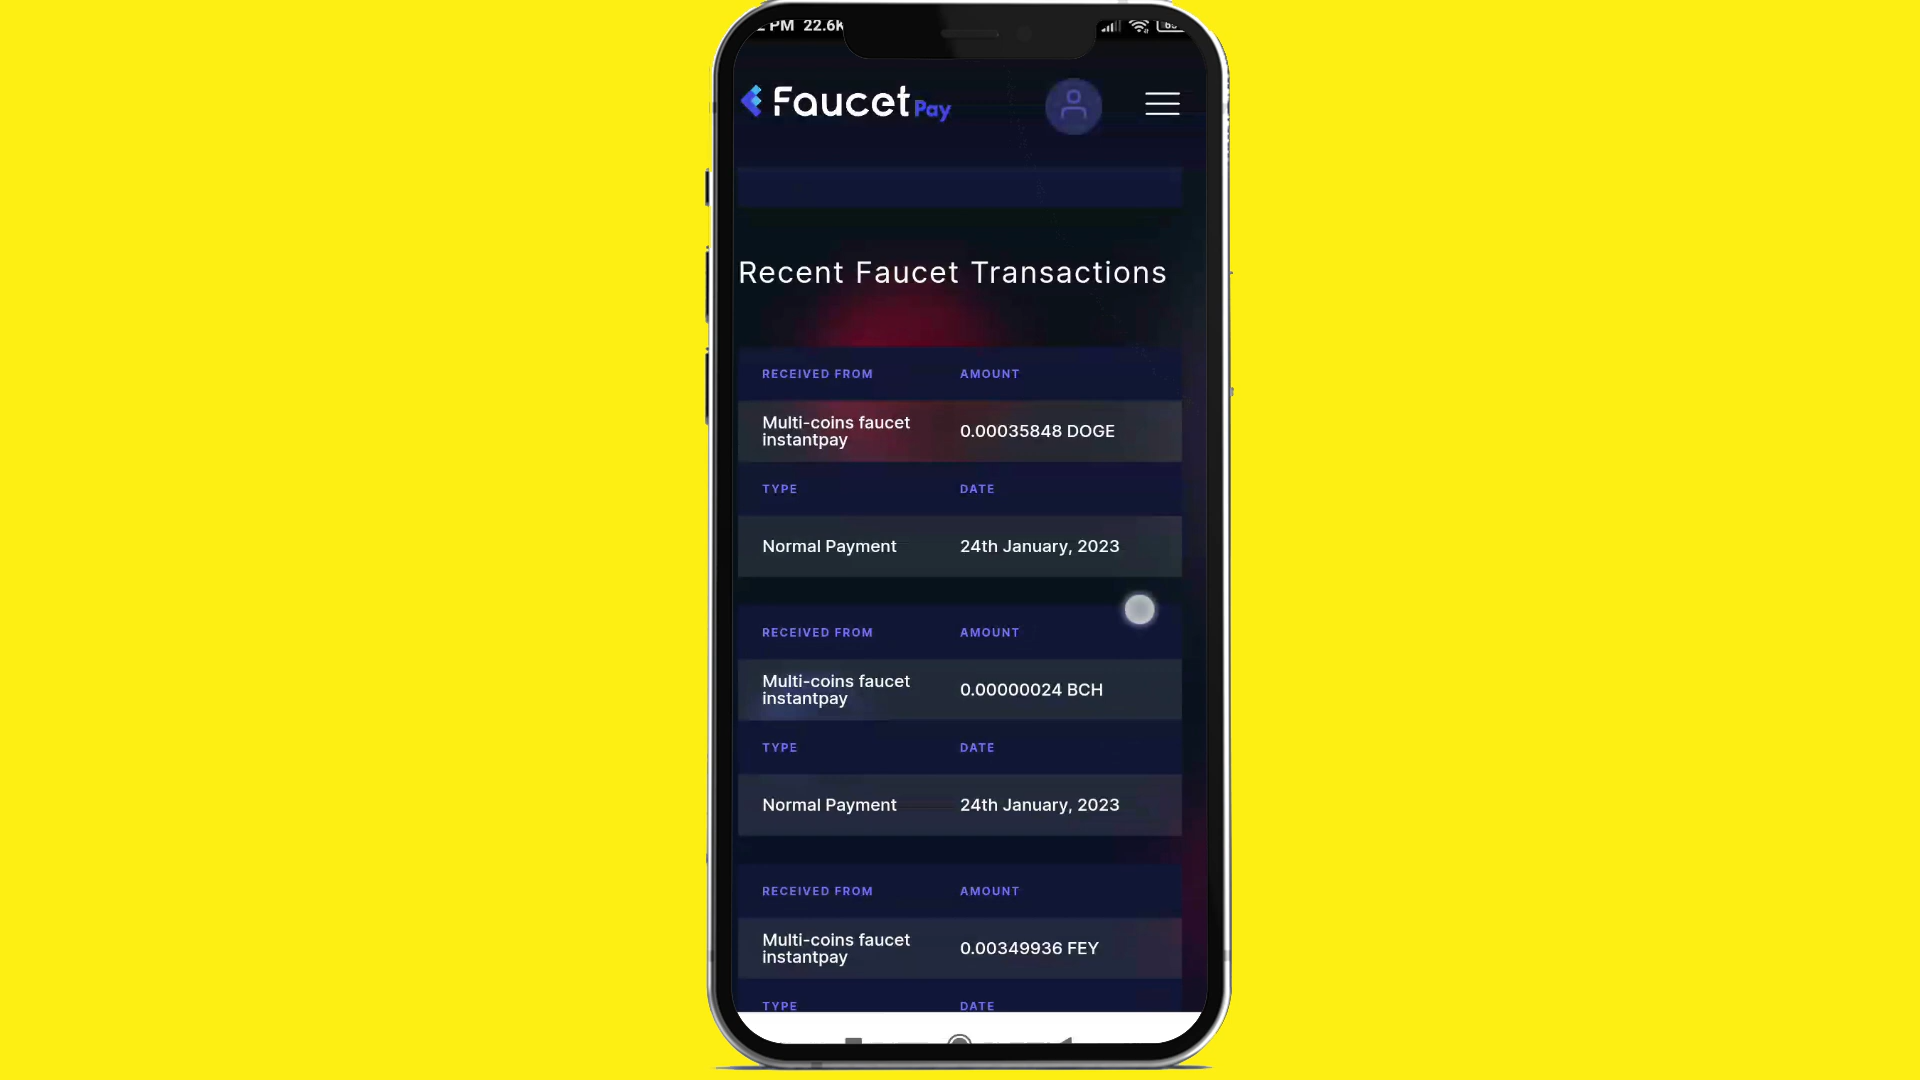 PM 22.6K
FaucetPay
Recent Faucet Transactions
RECEIVED FROM AMOUNT
Multi-coins faucet instantpay 0.00035848 DOGE
TYPE DATE
Normal Payment 24th January, 2023
RECEIVED FROM AMOUNT
Multi-coins faucet instantpay 0.00000024 BCH
TYPE DATE
Normal Payment 24th January, 2023
RECEIVED FROM AMOUNT
Multi-coins faucet instantpay 0.00349936 FEY
TYPE DATE